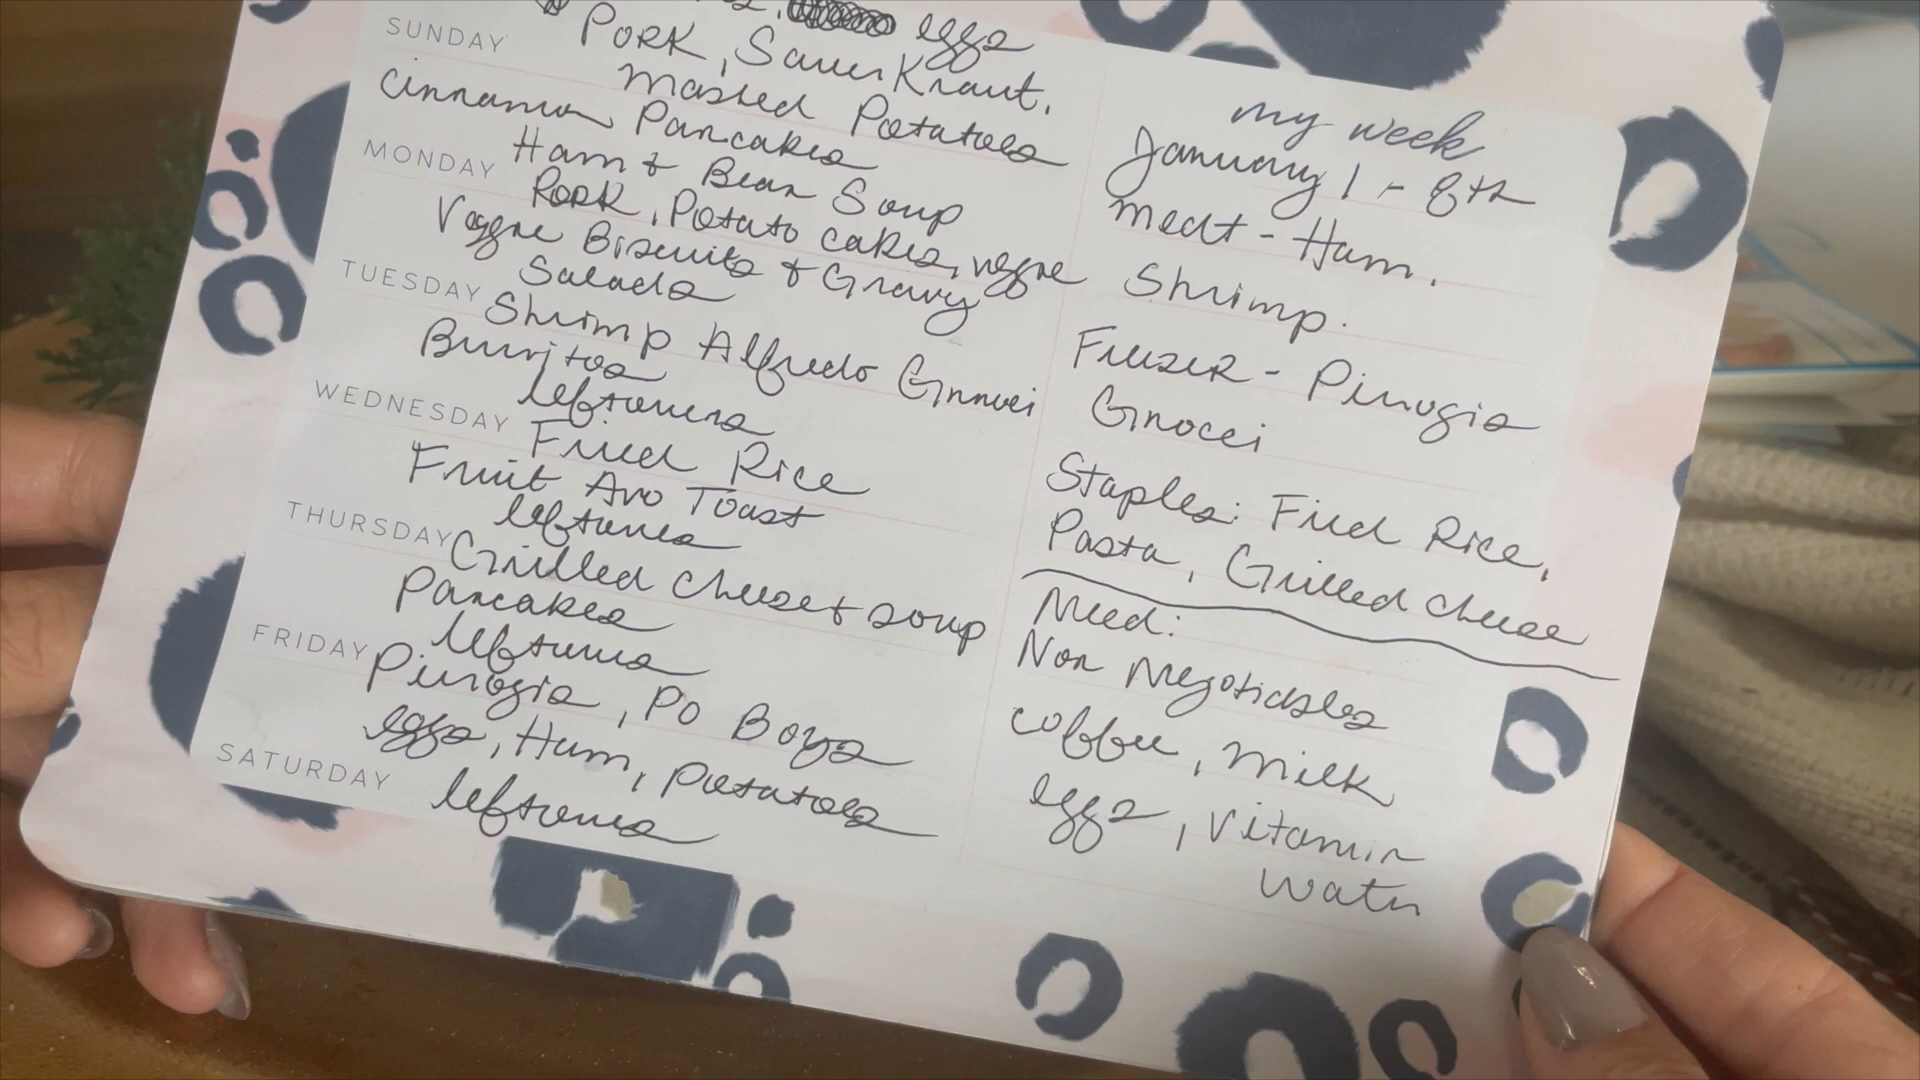 eggs
SUNDAY
Pork, Sauerkraut,
Mashed Potatoes
Cinnamon Pancakes
MONDAY
Ham & Bean Soup
Pork, Potato cakes, veggie
Veggie Biscuits & Gravy
TUESDAY
Salads
Shrimp Alfredo Gnnoci
Burritos
WEDNESDAY
leftovers
Fried Rice
Fruit Avo Toast
THURSDAY
leftovers
Grilled cheese & soup
Pancakes
FRIDAY
leftovers
Pierogis, Po Boys
eggs, Ham, potatoes
SATURDAY
leftovers
my week
January 1 - 8th
Meat - Ham.
Shrimp.
Freezer - Pierogis
Gnocci
Staples: Fried Rice,
Pasta, Grilled cheese
Need:
Non Negotiables
coffee, Milk
eggs, Vitamin
Water